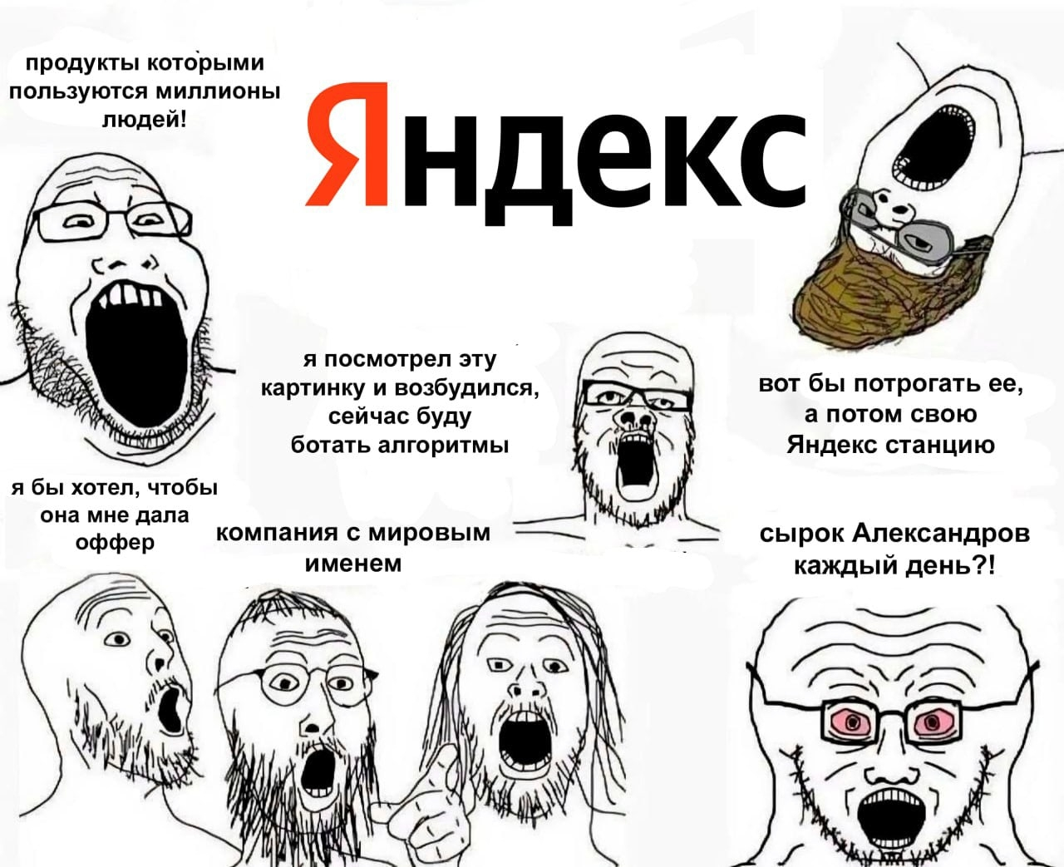 продукты которыми
пользуются миллионы
людей!
Яндекс
я посмотрел эту
картинку и возбудился,
сейчас буду
ботать алгоритмы
вот бы потрогать ее,
а потом свою
Яндекс станцию
я бы хотел, чтобы
она мне дала
оффер
компания с мировым
именем
сырок Александров
каждый день?!